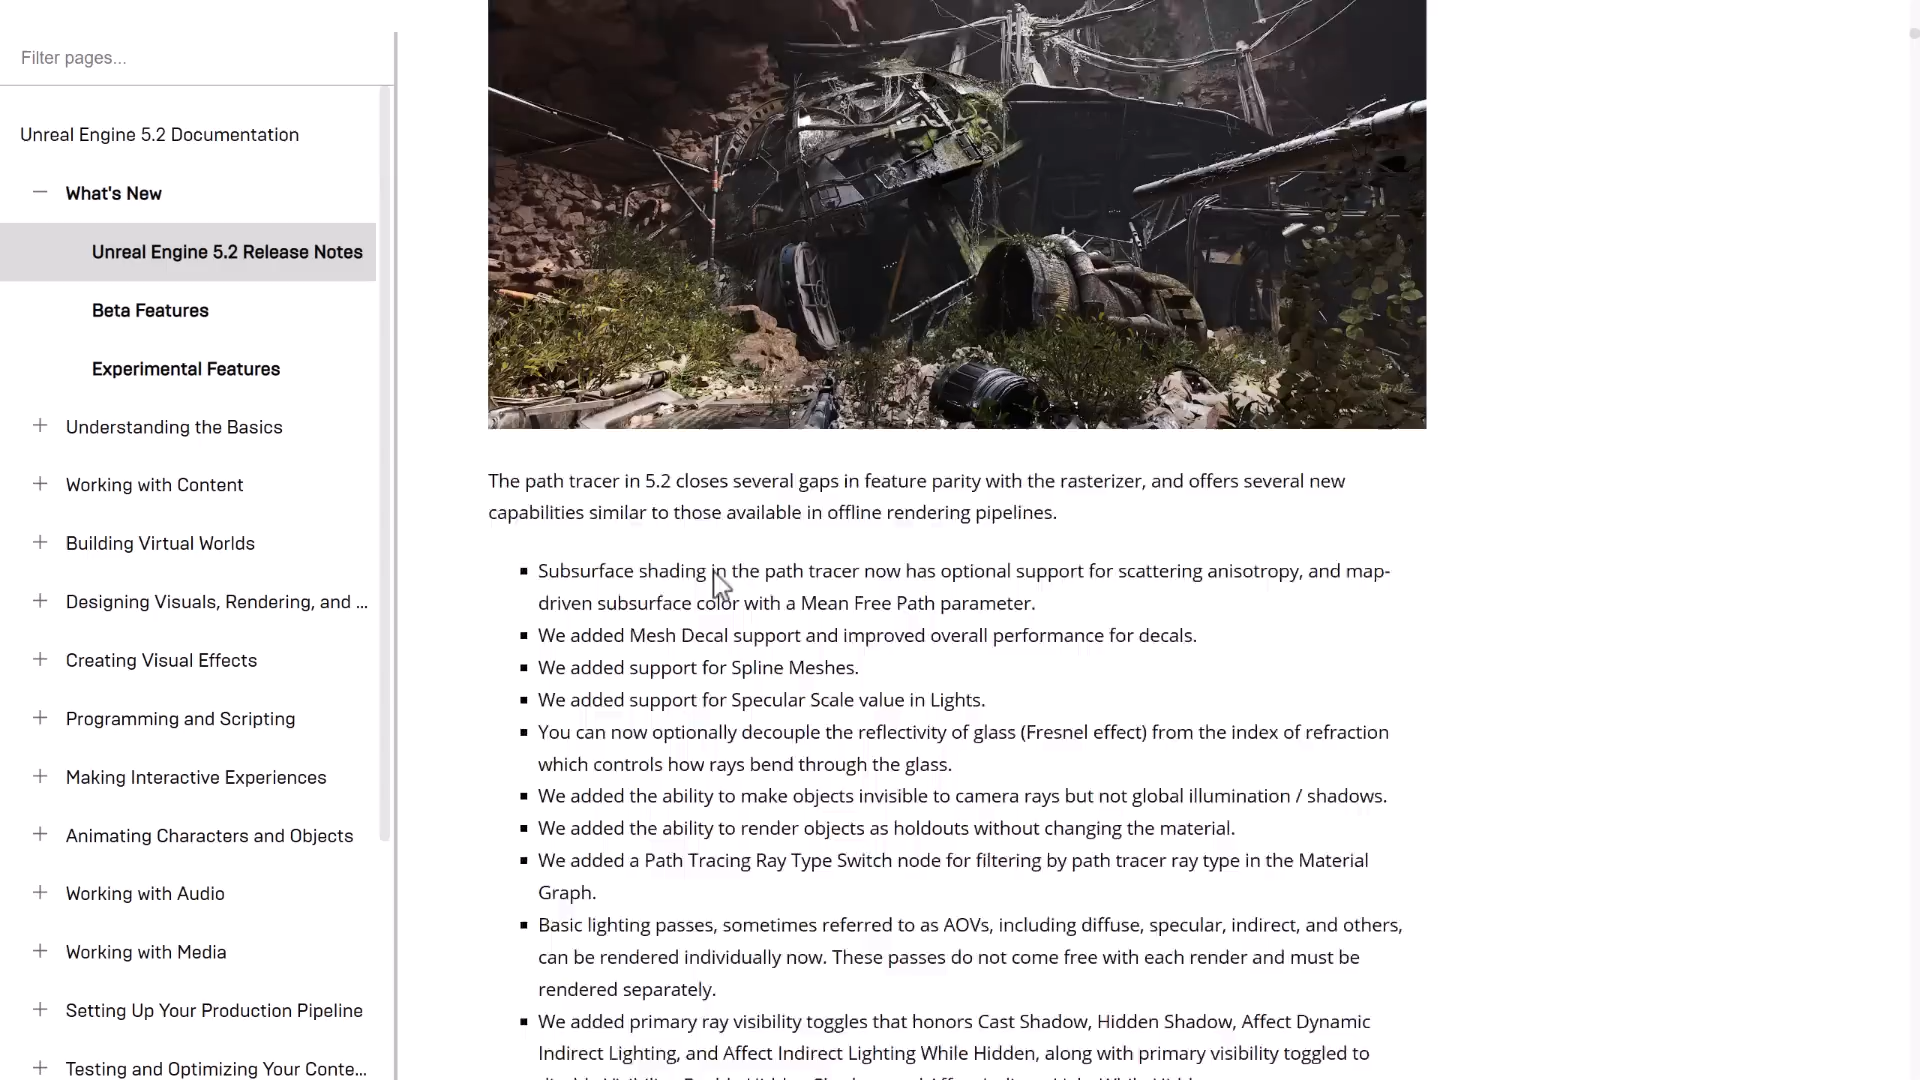 Filter pages...
Unreal Engine 5.2 Documentation
What's New
Unreal Engine 5.2 Release Notes
Beta Features
Experimental Features
Understanding the Basics
Working with Content
Building Virtual Worlds
Designing Visuals, Rendering, and ...
Creating Visual Effects
Programming and Scripting
Making Interactive Experiences
Animating Characters and Objects
Working with Audio
Working with Media
Setting Up Your Production Pipeline
Testing and Optimizing Your Conte...
The path tracer in 5.2 closes several gaps in feature parity with the rasterizer, and offers several new
capabilities similar to those available in offline rendering pipelines.
Subsurface shading in the path tracer now has optional support for scattering anisotropy, and map-
driven subsurface color with a Mean Free Path parameter.
We added Mesh Decal support and improved overall performance for decals.
We added support for Spline Meshes.
We added support for Specular Scale value in Lights.
You can now optionally decouple the reflectivity of glass (Fresnel effect) from the index of refraction
which controls how rays bend through the glass.
We added the ability to make objects invisible to camera rays but not global illumination / shadows.
We added the ability to render objects as holdouts without changing the material.
We added a Path Tracing Ray Type Switch node for filtering by path tracer ray type in the Material
Graph.
Basic lighting passes, sometimes referred to as AOVs, including diffuse, specular, indirect, and others,
can be rendered individually now. These passes do not come free with each render and must be
rendered separately.
We added primary ray visibility toggles that honors Cast Shadow, Hidden Shadow, Affect Dynamic
Indirect Lighting, and Affect Indirect Lighting While Hidden, along with primary visibility toggled to